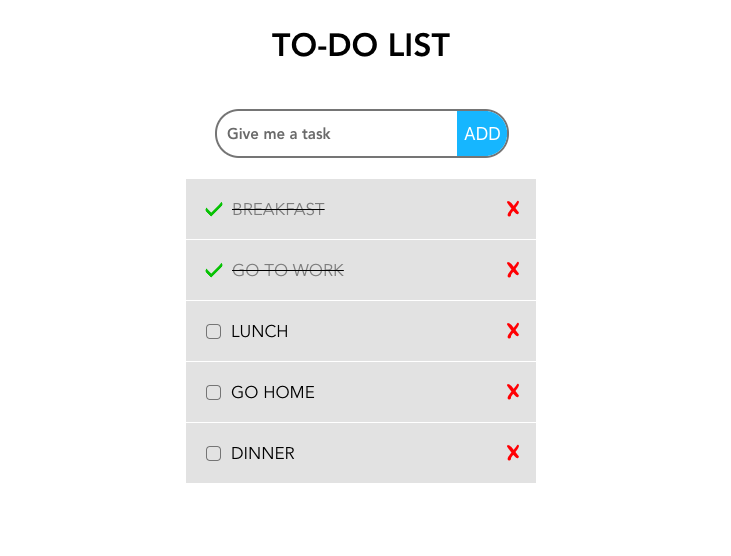 TO-DO LIST
Give me a task ADD
BREAKFAST
GO TO WORK
LUNCH
GO HOME
DINNER